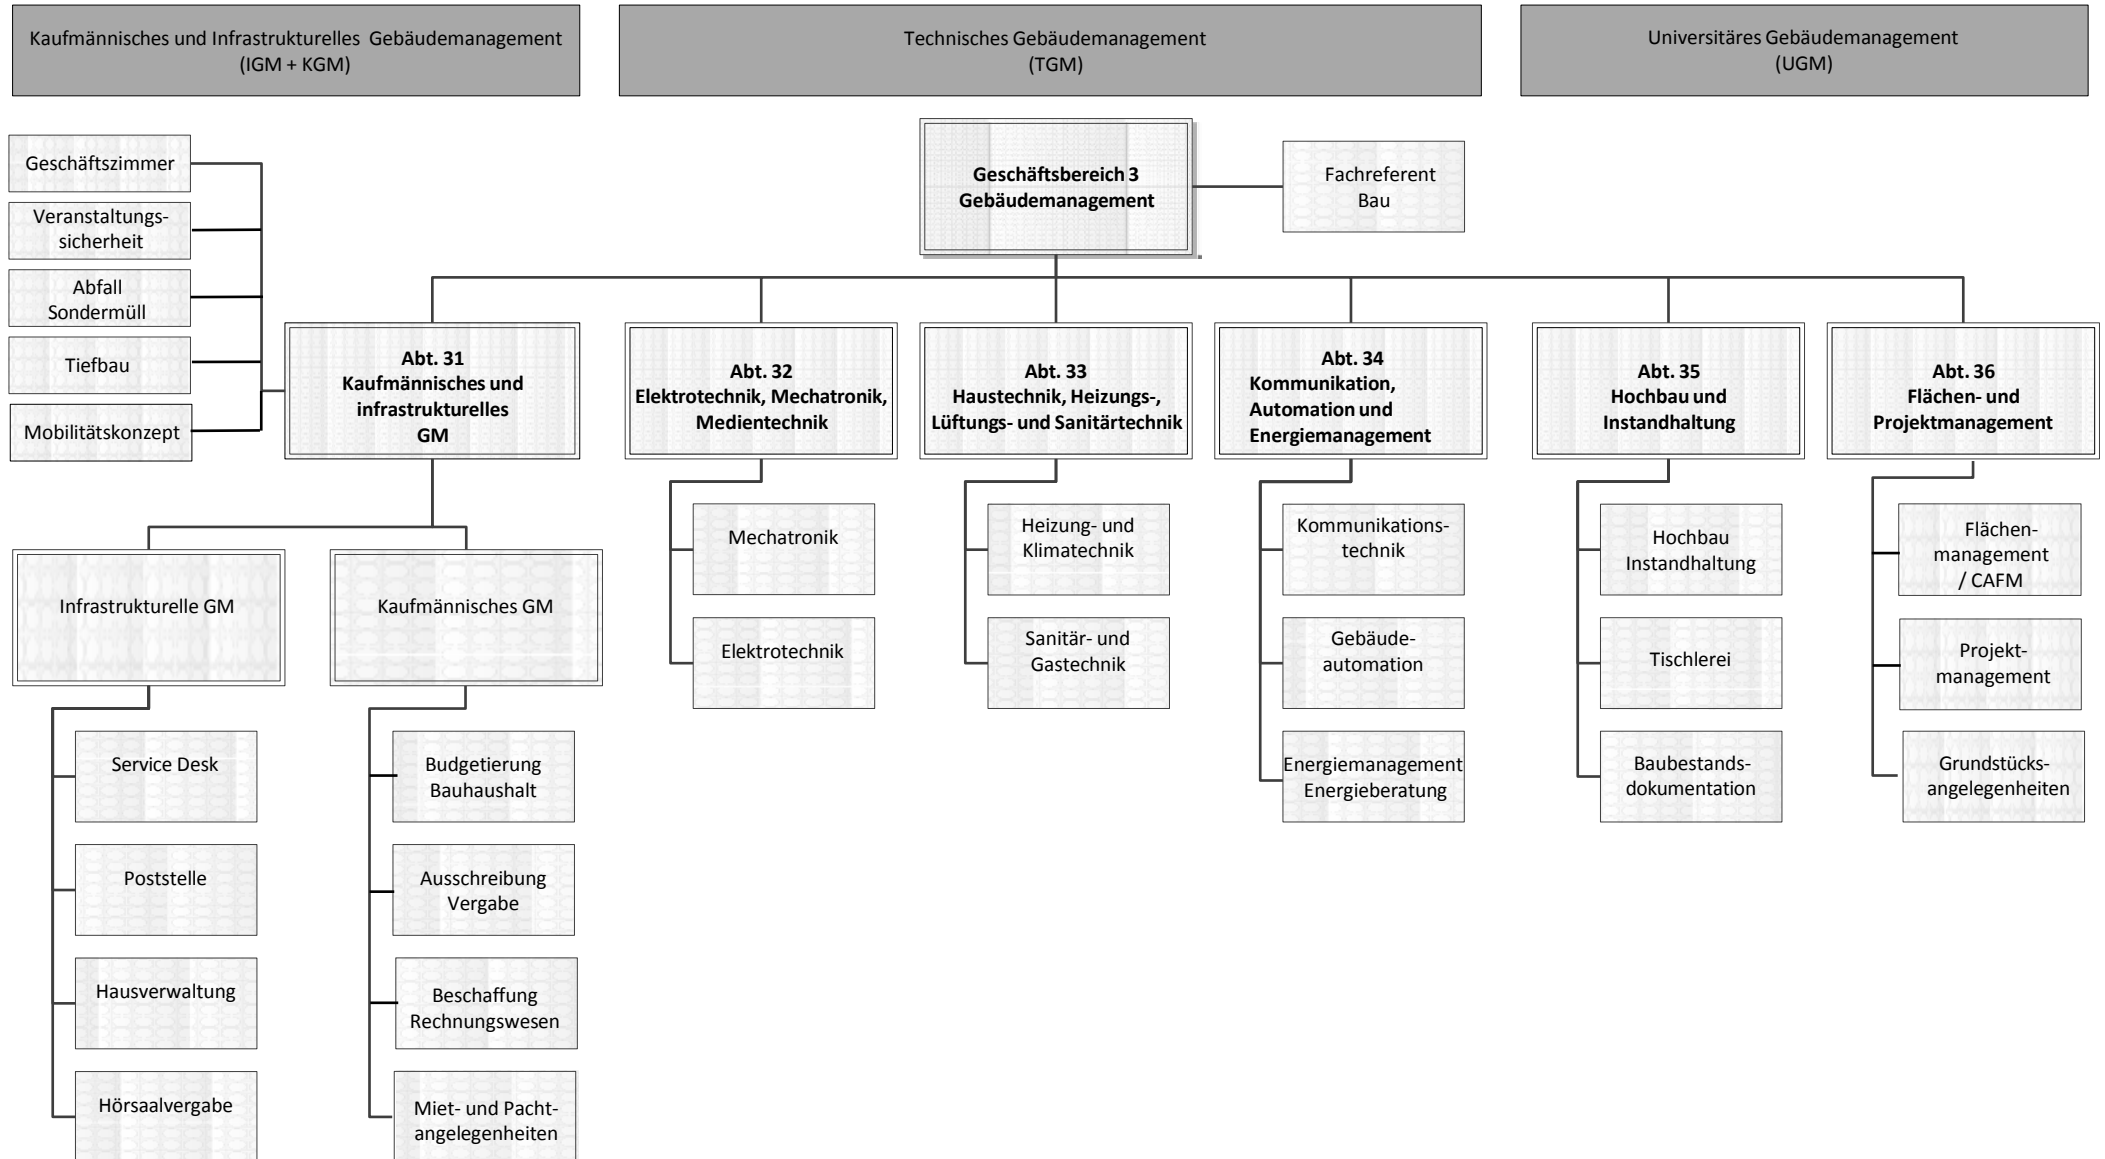 Kaufmännisches und Infrastrukturelles Gebäudemanagement
(IGM + KGM)
Technisches Gebäudemanagement
(TGM)
Universitäres Gebäudemanagement
(UGM)
Geschäftsbereich 3
Gebäudemanagement
Fachreferent
Bau
Geschäftszimmer
Veranstaltungs-
sicherheit
Abfall
Sondermüll
Tiefbau
Mobilitätskonzept
Abt. 31
Kaufmännisches und
infrastrukturelles
GM
Abt. 32
Elektrotechnik, Mechatronik,
Medientechnik
Abt. 33
Haustechnik, Heizungs-,
Lüftungs- und Sanitärtechnik
Abt. 34
Kommunikation,
Automation und
Energiemanagement
Abt. 35
Hochbau und
Instandhaltung
Abt. 36
Flächen- und
Projektmanagement
Infrastrukturelle GM
Kaufmännisches GM
Service Desk
Poststelle
Hausverwaltung
Hörsaalvergabe
Budgetierung
Bauhaushalt
Ausschreibung
Vergabe
Beschaffung
Rechnungswesen
Miet- und Pacht-
angelegenheiten
Mechatronik
Elektrotechnik
Heizung- und
Klimatechnik
Sanitär- und
Gastechnik
Kommunikations-
technik
Gebäude-
automation
Energiemanagement
Energieberatung
Hochbau
Instandhaltung
Tischlerei
Baubestands-
dokumentation
Flächen-
management
/ CAFM
Projekt-
management
Grundstücks-
angelegenheiten